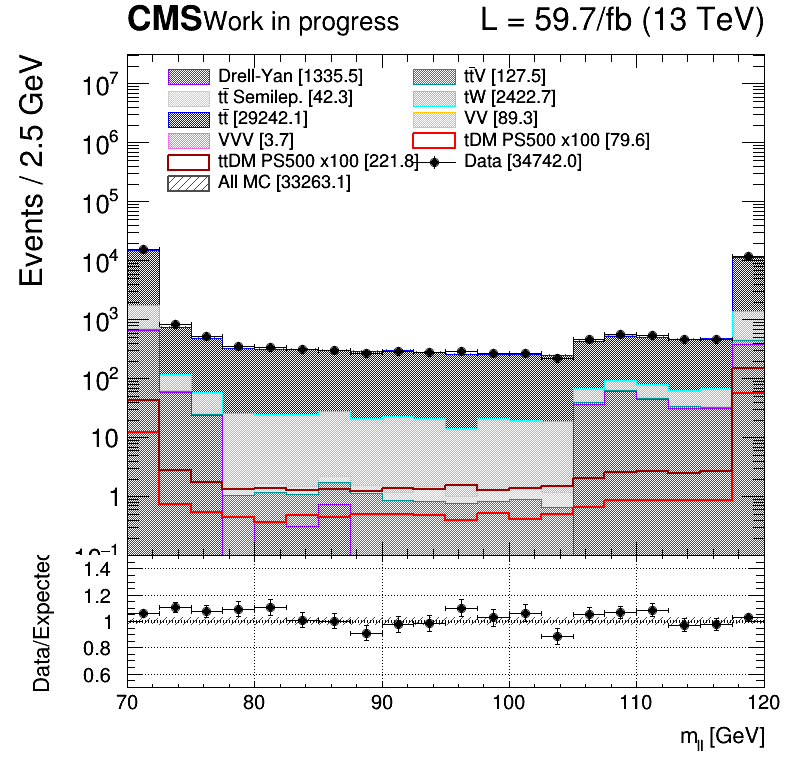 CMS Work in progress L = 59.7/fb (13 TeV)
Events / 2.5 GeV
10⁷
10⁶
10⁵
10⁴
10³
10²
10
1
10⁻¹
Drell-Yan [1335.5]
tt̄V [127.5]
tt̄ Semilep. [42.3]
tW [2422.7]
tt̄ [29242.1]
VV [89.3]
VVV [3.7]
tDM PS500 x100 [79.6]
ttDM PS500 x100 [221.8]
Data [34742.0]
All MC [33263.1]
Data/Expected
1.4
1.2
1
0.8
0.6
70 80 90 100 110 120
m_ll [GeV]